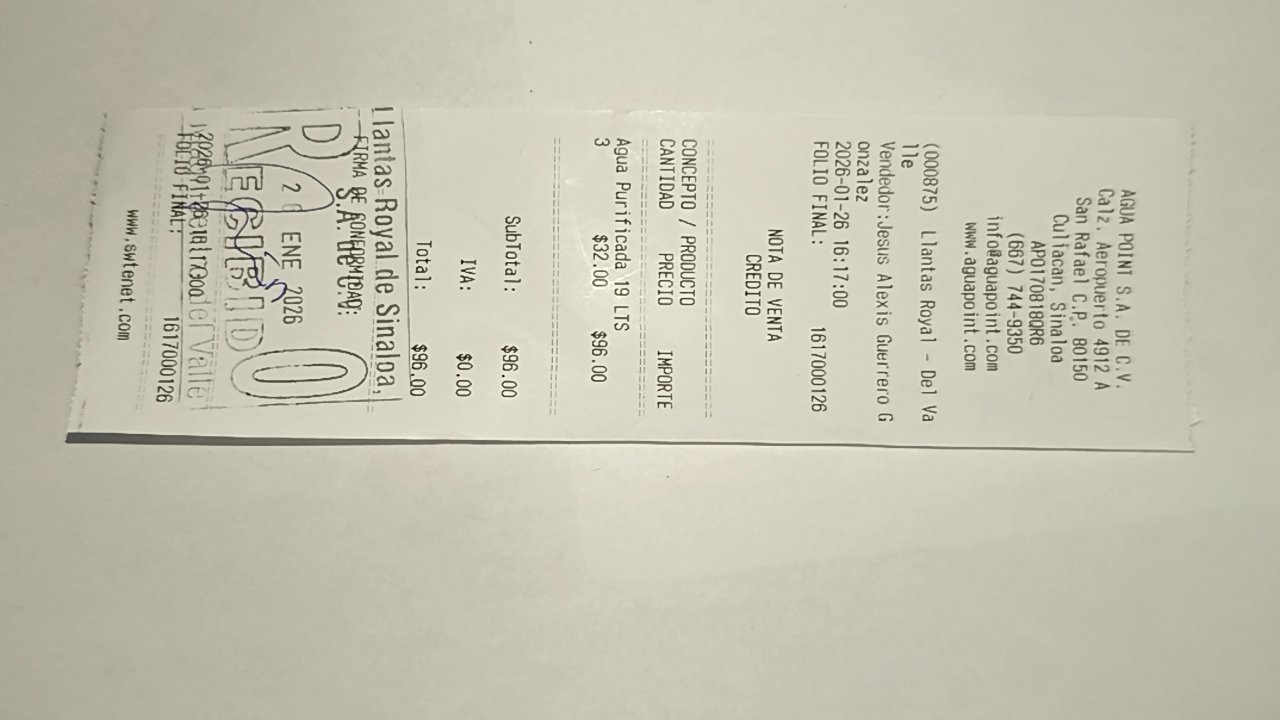 AGUA POINT S.A. DE C.V.
Calz. Aeropuerto 4912 A
San Rafael C.P. 80150
Culiacan, Sinaloa
APO170818QR6
(667) 744-9350
info@aguapoint.com
www.aguapoint.com
(000875) Llantas Royal - Del Va
lle
Vendedor:Jesus Alexis Guerrero G
onzalez
2026-01-26 16:17:00
FOLIO FINAL: 1617000126
NOTA DE VENTA
CREDITO
CONCEPTO / PRODUCTO
CANTIDAD PRECIO IMPORTE
Agua Purificada 19 LTS
3 $32.00 $96.00
SubTotal: $96.00
IVA: $0.00
Total: $96.00
Llantas Royal de Sinaloa,
FIRMA DE CONFORMIDAD:
S.A. de C.V.
ENE 2026
RECIBIDO
del Valle
FOLIO FINAL: 1617000126
www.swtenet.com